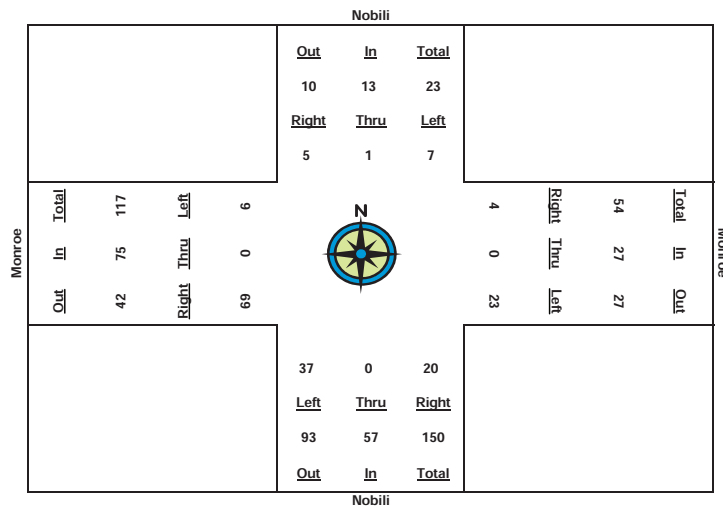 Nobili
Out In Total
10 13 23
Right Thru Left
5 1 7
Monroe
Out In Total
42 75 117
Right Thru Left
69 0 6
N
Monroe
Total In Out
54 27 27
Right Thru Left
4 0 23
37 0 20
Left Thru Right
93 57 150
Out In Total
Nobili